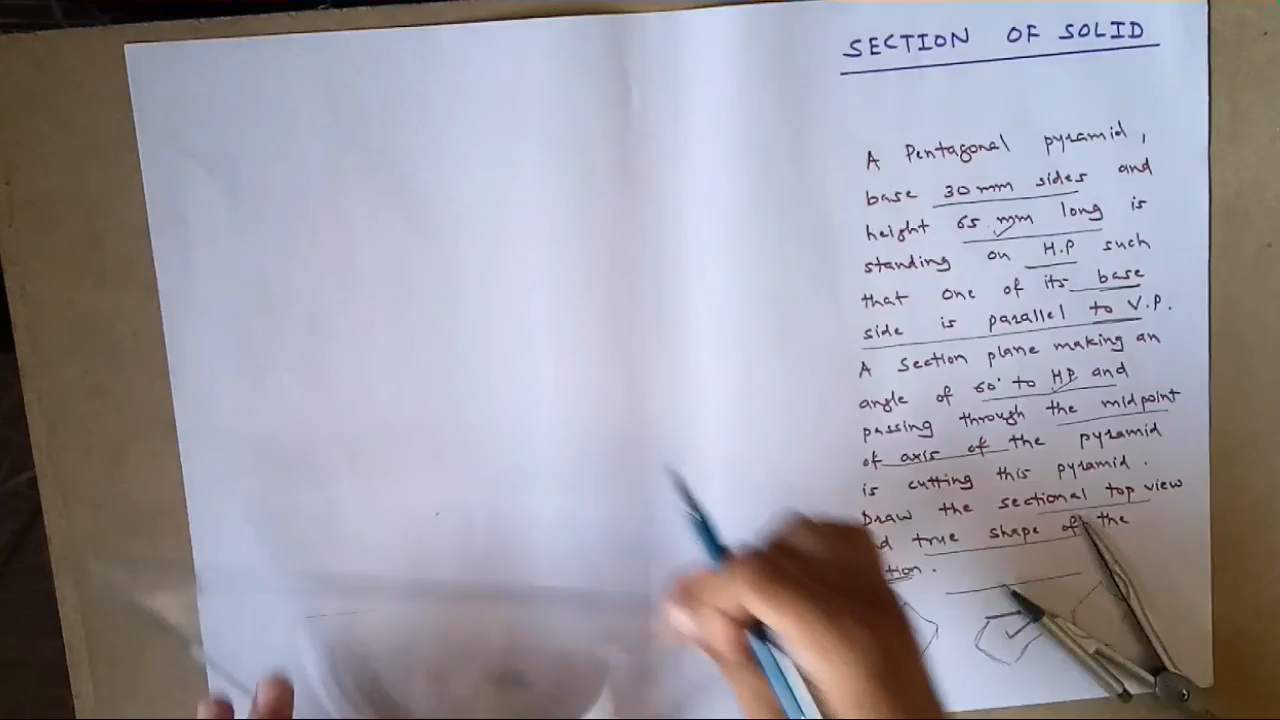 SECTION OF SOLID
A Pentagonal pyramid,
base 30mm sides and
height 65 mm long is
standing on H.P such
that one of its base
side is parallel to V.P.
A section plane making an
angle of 60° to HP and
passing through the midpoint
of axis of the pyramid
is cutting this pyramid.
Draw the sectional top view
true shape of the